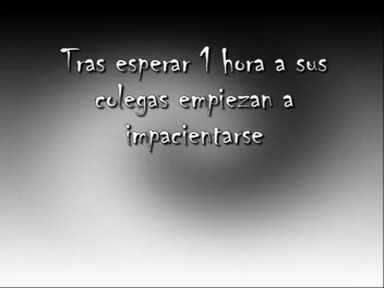 Tras esperar 1 hora a sus
colegas empiezan a
impacientarse